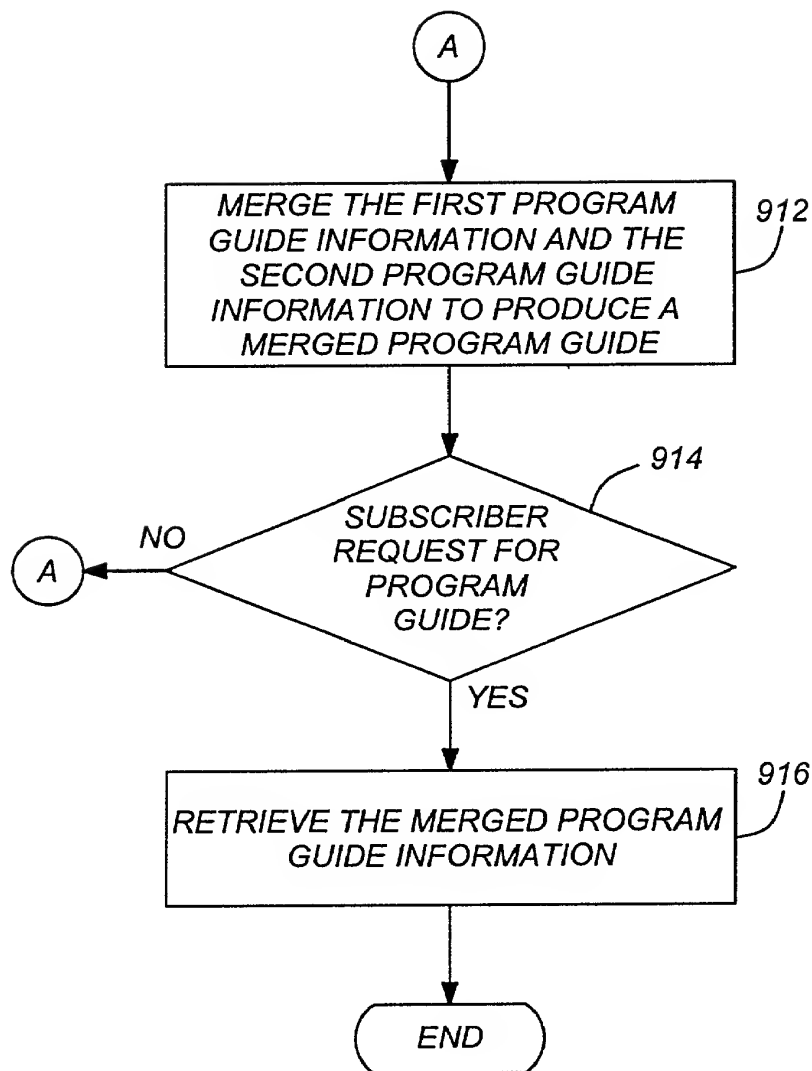 A
MERGE THE FIRST PROGRAM
GUIDE INFORMATION AND THE
SECOND PROGRAM GUIDE
INFORMATION TO PRODUCE A
MERGED PROGRAM GUIDE
912
914
SUBSCRIBER
REQUEST FOR
PROGRAM
GUIDE?
NO
A
YES
916
RETRIEVE THE MERGED PROGRAM
GUIDE INFORMATION
END